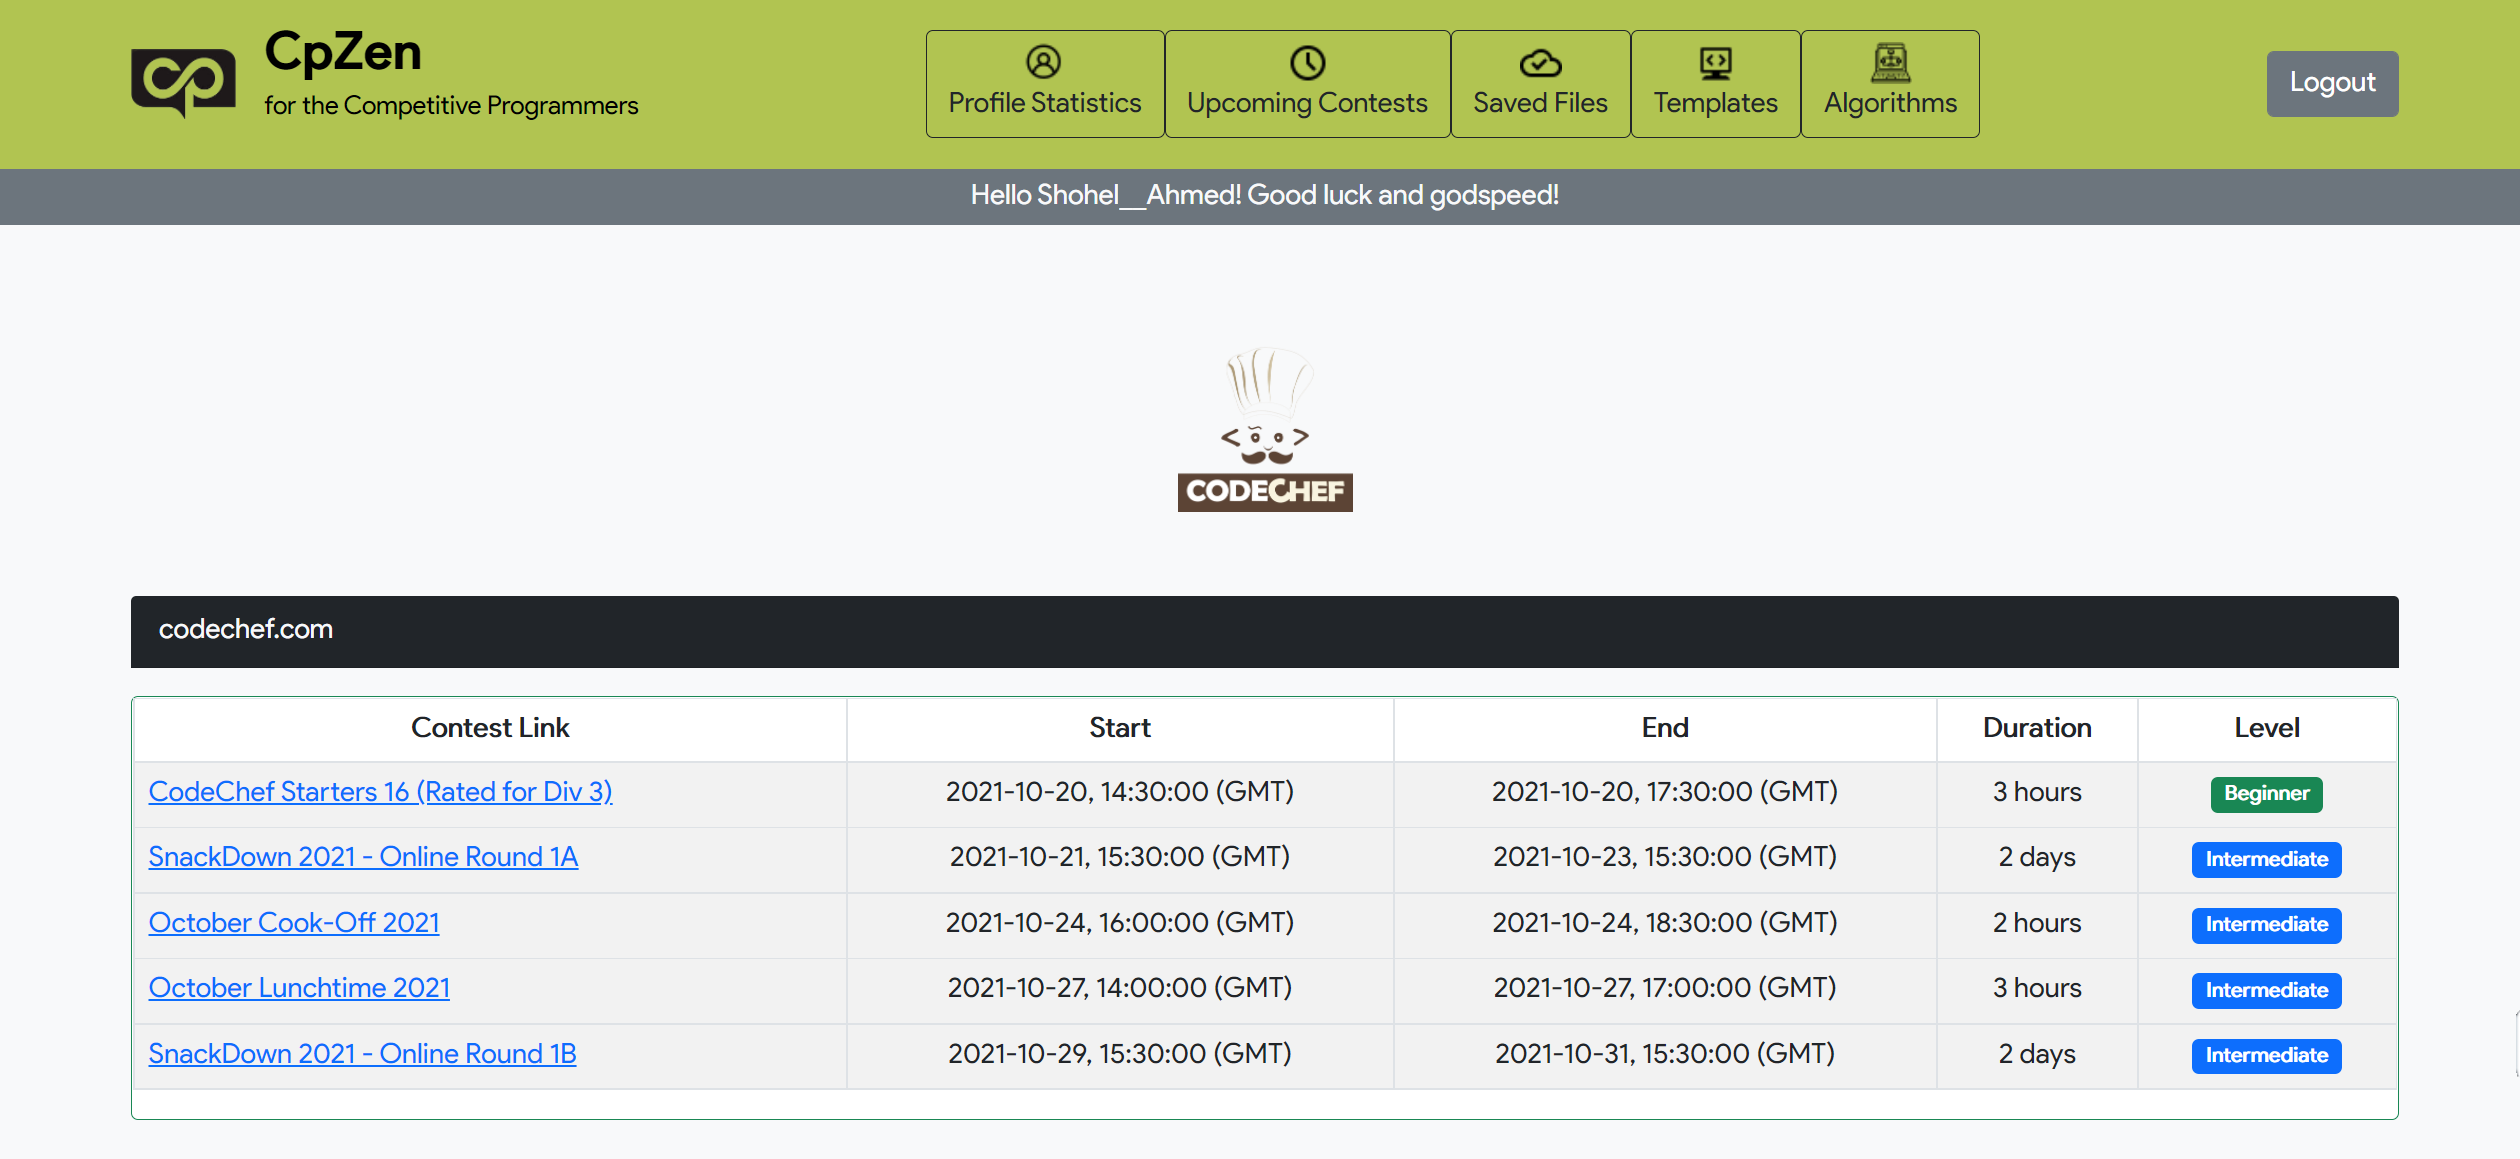 CpZen
for the Competitive Programmers
Profile Statistics
Upcoming Contests
Saved Files
Templates
Algorithms
Logout
Hello Shohel__Ahmed! Good luck and godspeed!
CODECHEF
codechef.com
Contest Link Start End Duration Level
CodeChef Starters 16 (Rated for Div 3) 2021-10-20, 14:30:00 (GMT) 2021-10-20, 17:30:00 (GMT) 3 hours Beginner
SnackDown 2021 - Online Round 1A 2021-10-21, 15:30:00 (GMT) 2021-10-23, 15:30:00 (GMT) 2 days Intermediate
October Cook-Off 2021 2021-10-24, 16:00:00 (GMT) 2021-10-24, 18:30:00 (GMT) 2 hours Intermediate
October Lunchtime 2021 2021-10-27, 14:00:00 (GMT) 2021-10-27, 17:00:00 (GMT) 3 hours Intermediate
SnackDown 2021 - Online Round 1B 2021-10-29, 15:30:00 (GMT) 2021-10-31, 15:30:00 (GMT) 2 days Intermediate